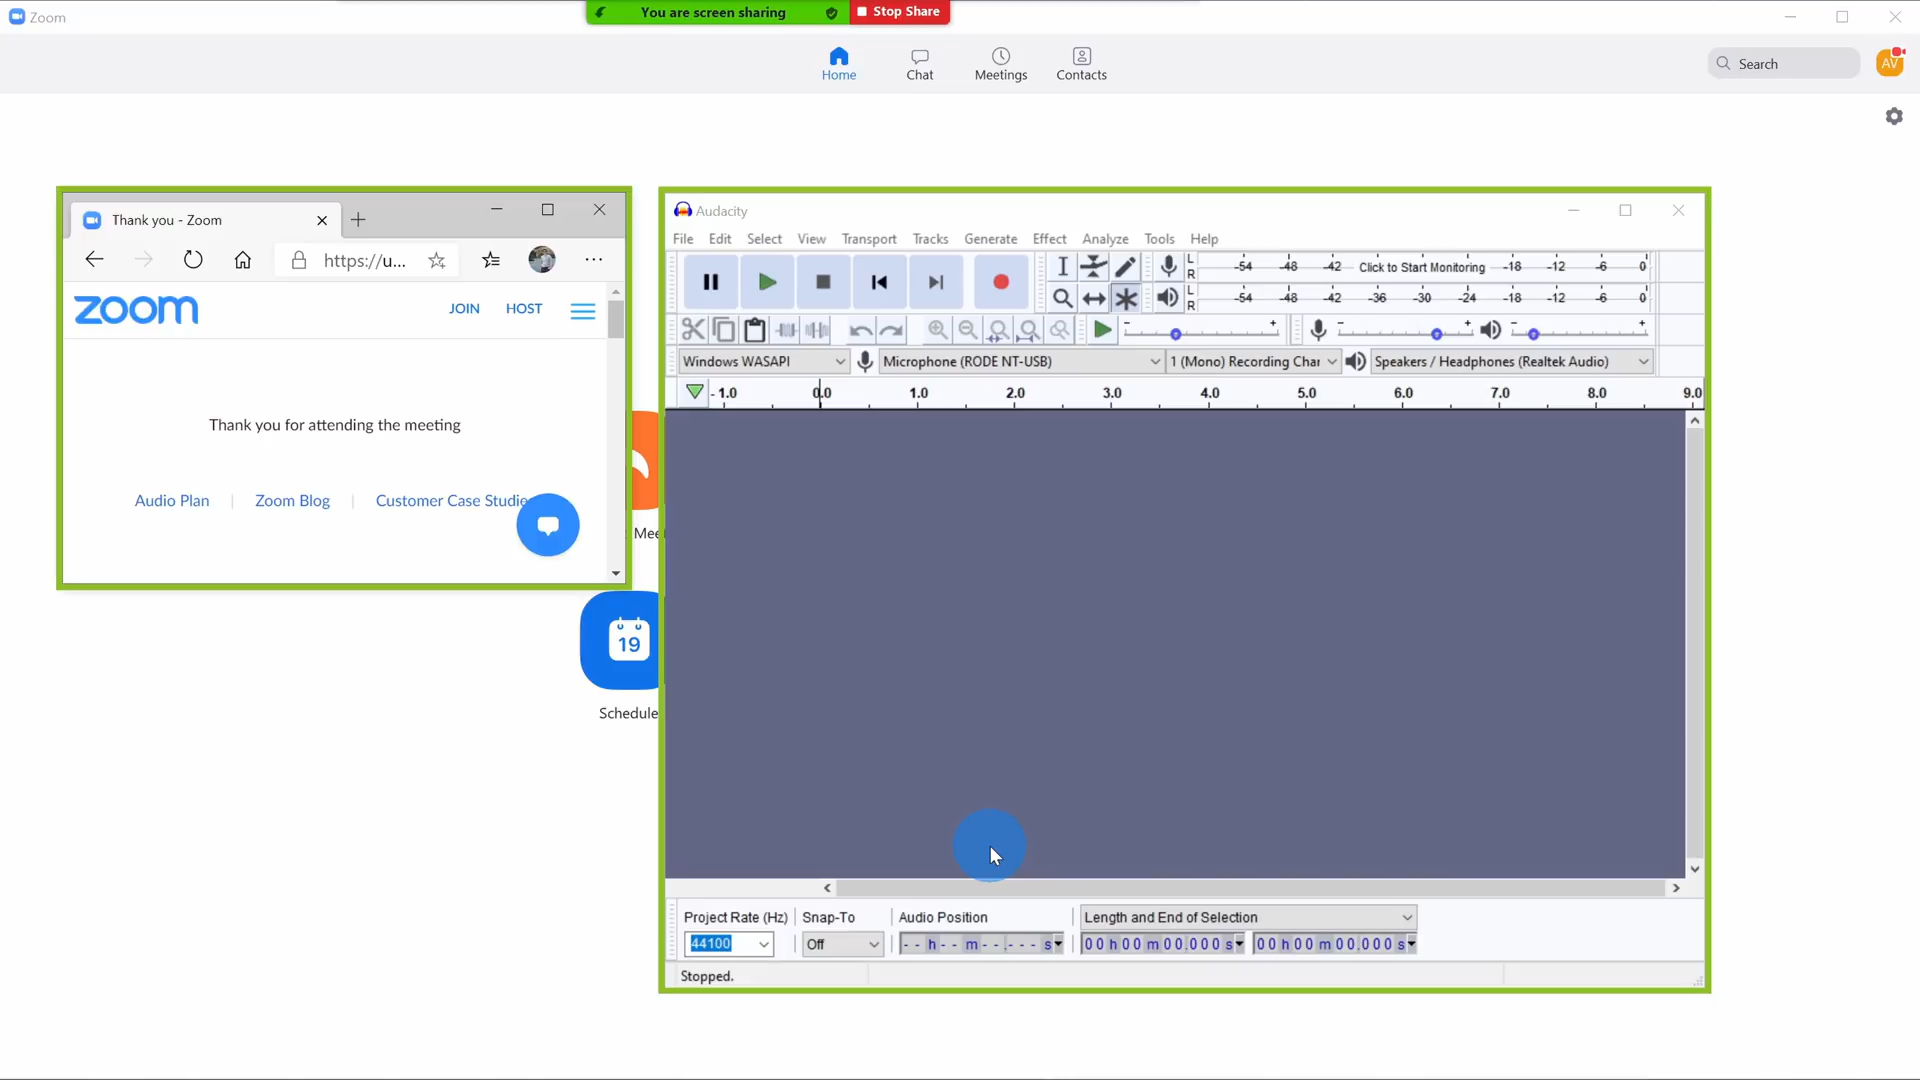 Zoom
You are screen sharing
Stop Share
Home
Chat
Meetings
Contacts
Search
AV
Thank you - Zoom
https://u...
zoom
JOIN
HOST
Thank you for attending the meeting
Audio Plan
Zoom Blog
Customer Case Studie
Mee
19
Schedule
Audacity
File Edit Select View Transport Tracks Generate Effect Analyze Tools Help
L
R
-54 -48 -42 Click to Start Monitoring -18 -12 -6 0
L
R
-54 -48 -42 -36 -30 -24 -18 -12 -6 0
- + - + - +
Windows WASAPI
Microphone (RODE NT-USB)
1 (Mono) Recording Char
Speakers / Headphones (Realtek Audio)
-1.0 0.0 1.0 2.0 3.0 4.0 5.0 6.0 7.0 8.0 9.0
Project Rate (Hz)
Snap-To
Audio Position
Length and End of Selection
44100
Off
-- h -- m --.--- s
00 h 00 m 00.000 s
00 h 00 m 00.000 s
Stopped.